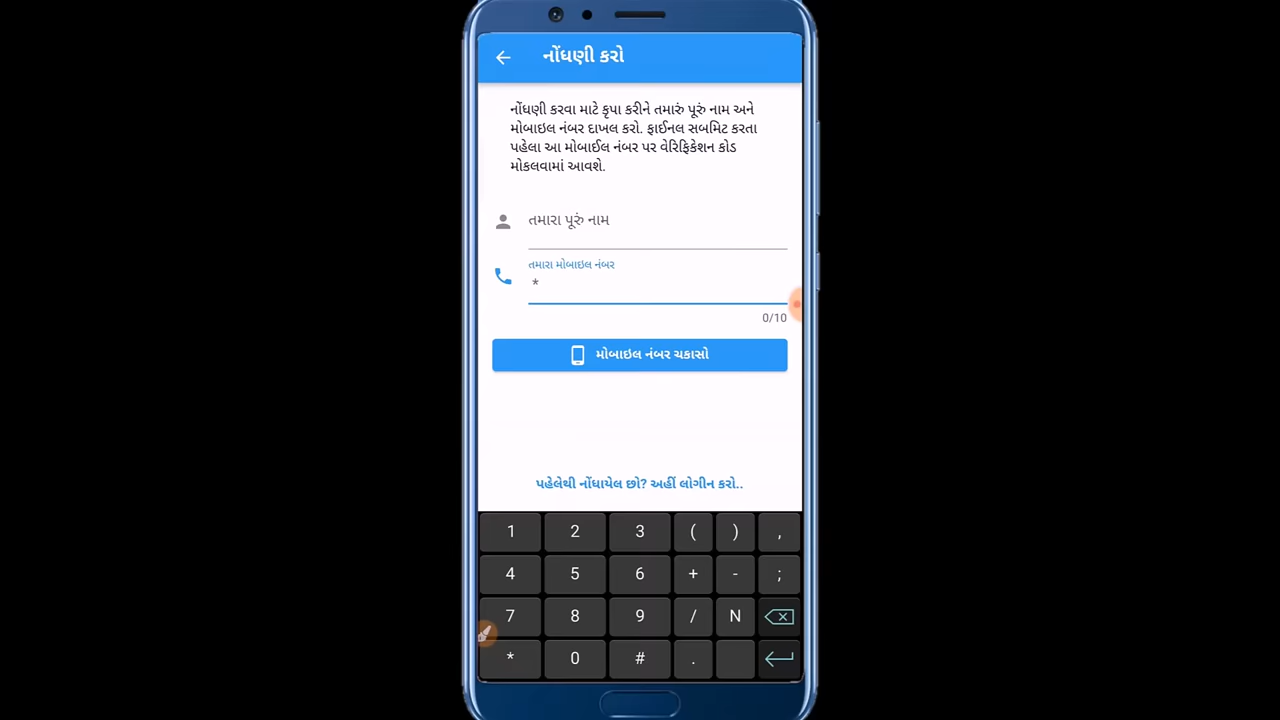 નોંધણી કરો
નોંધણી કરવા માટે કૃપા કરીને તમારું પૂરું નામ અને
મોબાઇલ નંબર દાખલ કરો. ફાઈનલ સબમિટ કરતા
પહેલા આ મોબાઈલ નંબર પર વેરિફિકેશન કોડ
મોકલવામાં આવશે.
તમારા પૂરું નામ
તમારા મોબાઇલ નંબર
*
0/10
મોબાઇલ નંબર ચકાસો
પહેલેથી નોંધાયેલ છો? અહીં લોગીન કરો..
1 2 3 ( ) ,
4 5 6 + - ;
7 8 9 / N
* 0 # .